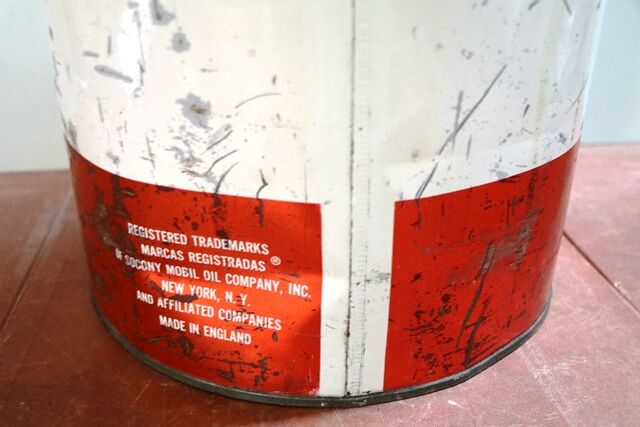 REGISTERED TRADEMARKS
MARCAS REGISTRADAS ®
OF SOCONY MOBIL OIL COMPANY, INC.
NEW YORK, N. Y.
AND AFFILIATED COMPANIES
MADE IN ENGLAND